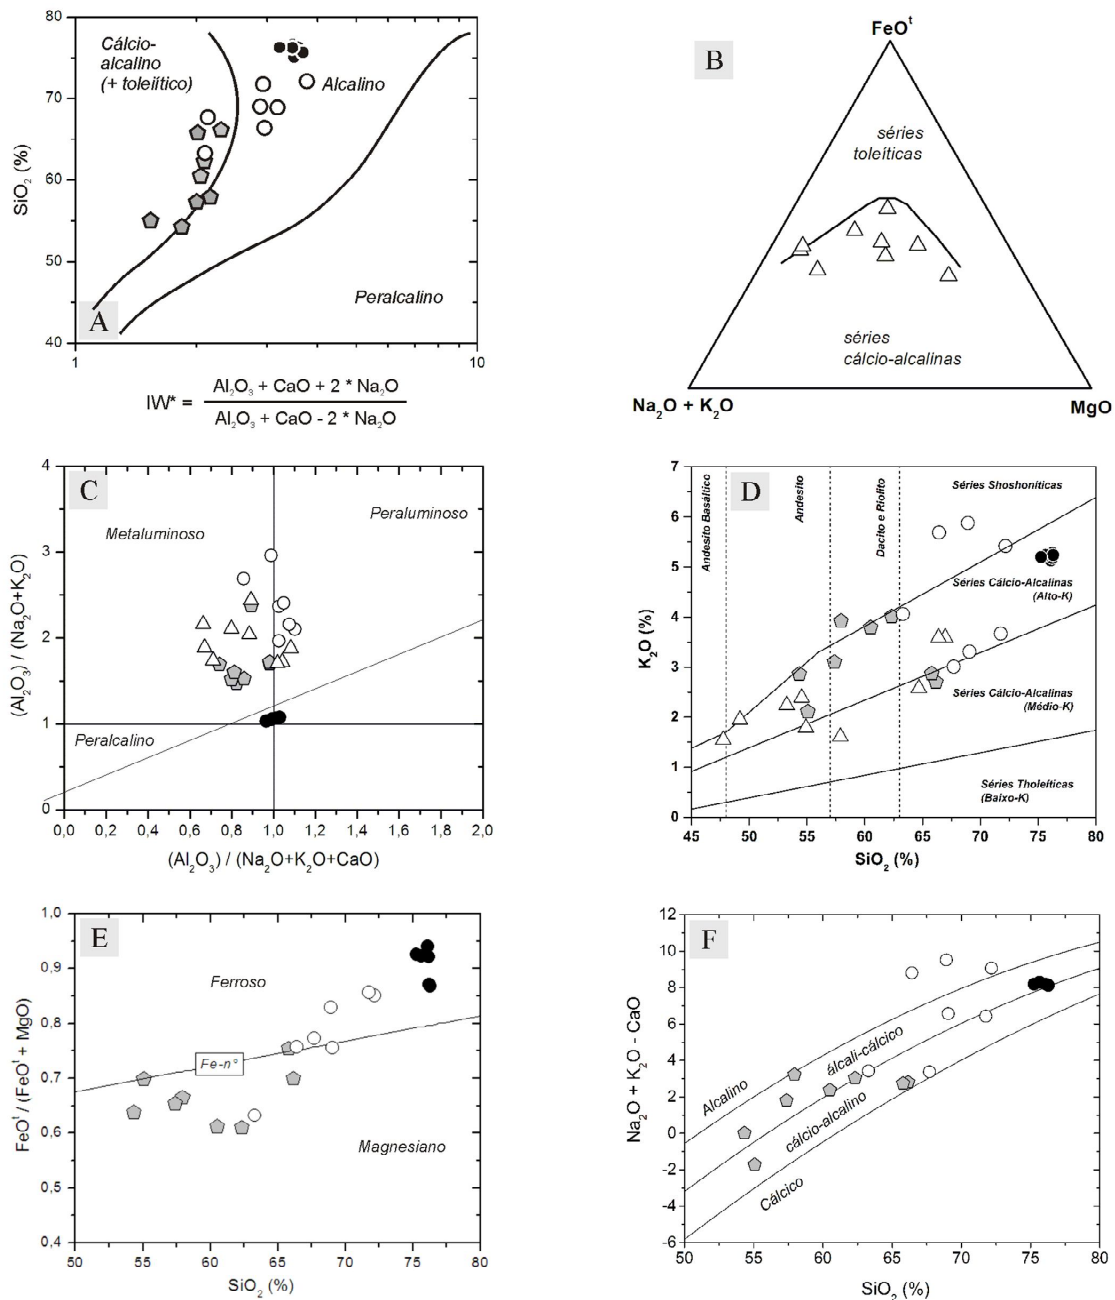 A
80
70
60
50
40
SiO₂ (%)
Cálcio-
alcalino
(+ toleiítico)
Alcalino
Peralcalino
1
10
IW* = Al₂O₃ + CaO + 2 * Na₂O
Al₂O₃ + CaO - 2 * Na₂O
B
FeOᵗ
séries
toleíticas
séries
cálcio-alcalinas
Na₂O + K₂O
MgO
C
4
3
2
1
0
(Al₂O₃) / (Na₂O+K₂O)
Metaluminoso
Peraluminoso
Peralcalino
0,0 0,2 0,4 0,6 0,8 1,0 1,2 1,4 1,6 1,8 2,0
(Al₂O₃) / (Na₂O+K₂O+CaO)
D
7
6
5
4
3
2
1
0
K₂O (%)
Andesito Basáltico
Andesito
Dacito e Riolito
Séries Shoshoníticas
Séries Cálcio-Alcalinas
(Alto-K)
Séries Cálcio-Alcalinas
(Médio-K)
Séries Tholeíticas
(Baixo-K)
45 50 55 60 65 70 75 80
SiO₂ (%)
E
1,0
0,9
0,8
0,7
0,6
0,5
0,4
FeOᵗ / (FeOᵗ + MgO)
Ferroso
Fe-n°
Magnesiano
50 55 60 65 70 75 80
SiO₂ (%)
F
12
10
8
6
4
2
0
-2
-4
-6
Na₂O + K₂O - CaO
Alcalino
álcali-cálcico
cálcio-alcalino
Cálcico
50 55 60 65 70 75 80
SiO₂ (%)